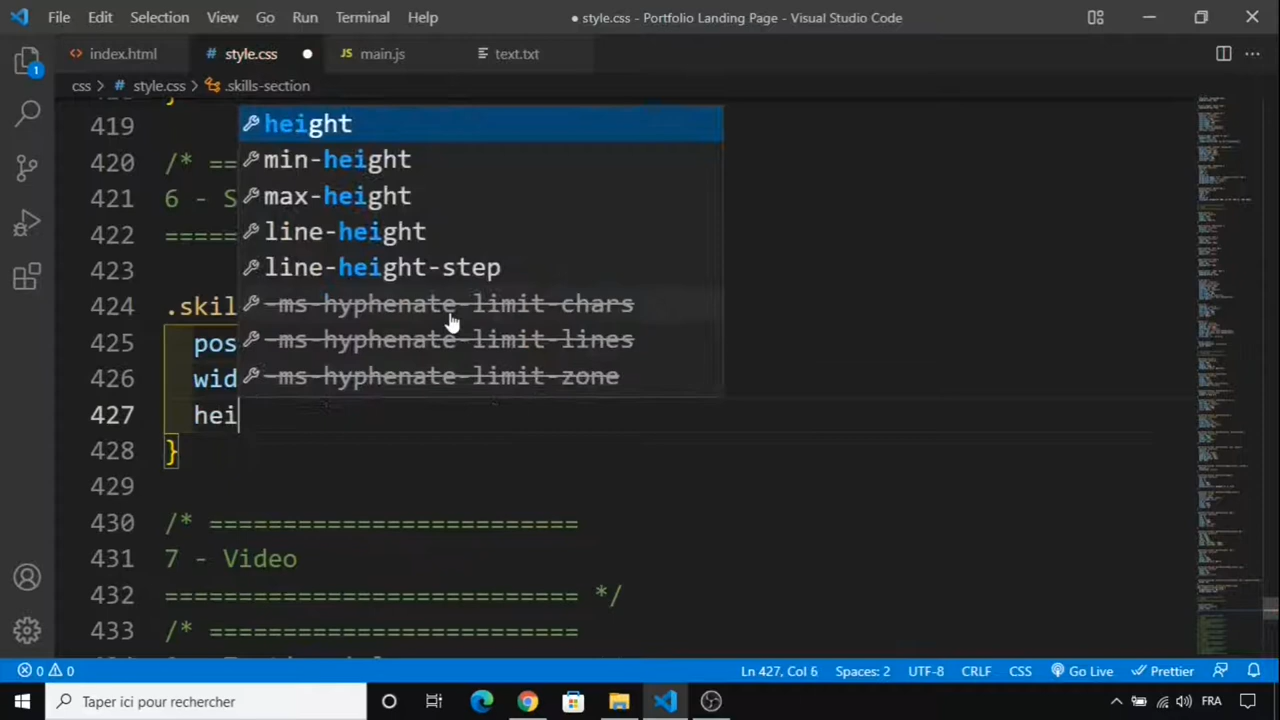 File Edit Selection View Go Run Terminal Help
● style.css - Portfolio Landing Page - Visual Studio Code
index.html
# style.css ●
JS main.js
text.txt
css > # style.css > .skills-section
1
419
420 /* ==
421 6 - S
422 =====
423
424 .skil
425 pos
426 wid
427 hei
428 }
429
430 /* =========================
431 7 - Video
432 ============================ */
433 /* =========================
height
min-height
max-height
line-height
line-height-step
-ms-hyphenate-limit-chars
-ms-hyphenate-limit-lines
-ms-hyphenate-limit-zone
0 0
Ln 427, Col 6
Spaces: 2
UTF-8
CRLF
CSS
Go Live
Prettier
Taper ici pour rechercher
FRA